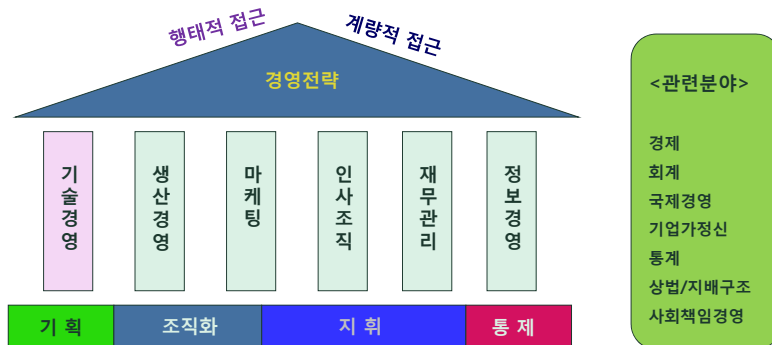 행태적 접근
계량적 접근
경영전략
기술경영
생산경영
마케팅
인사조직
재무관리
정보경영
기 획
조직화
지 휘
통 제
<관련분야>
경제
회계
국제경영
기업가정신
통계
상법/지배구조
사회책임경영